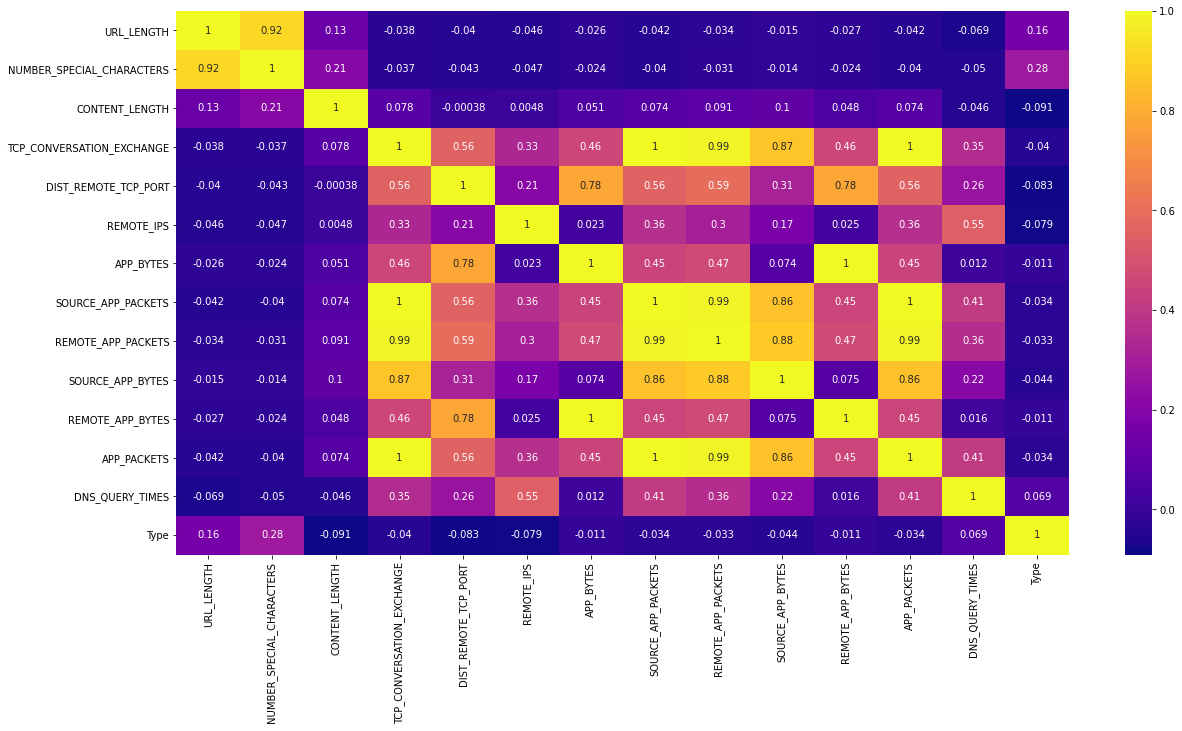 URL_LENGTH 1 0.92 0.13 -0.038 -0.04 -0.046 -0.026 -0.042 -0.034 -0.015 -0.027 -0.042 -0.069 0.16
NUMBER_SPECIAL_CHARACTERS 0.92 1 0.21 -0.037 -0.043 -0.047 -0.024 -0.04 -0.031 -0.014 -0.024 -0.04 -0.05 0.28
CONTENT_LENGTH 0.13 0.21 1 0.078 -0.00038 0.0048 0.051 0.074 0.091 0.1 0.048 0.074 -0.046 -0.091
TCP_CONVERSATION_EXCHANGE -0.038 -0.037 0.078 1 0.56 0.33 0.46 1 0.99 0.87 0.46 1 0.35 -0.04
DIST_REMOTE_TCP_PORT -0.04 -0.043 -0.00038 0.56 1 0.21 0.78 0.56 0.59 0.31 0.78 0.56 0.26 -0.083
REMOTE_IPS -0.046 -0.047 0.0048 0.33 0.21 1 0.023 0.36 0.3 0.17 0.025 0.36 0.55 -0.079
APP_BYTES -0.026 -0.024 0.051 0.46 0.78 0.023 1 0.45 0.47 0.074 1 0.45 0.012 -0.011
SOURCE_APP_PACKETS -0.042 -0.04 0.074 1 0.56 0.36 0.45 1 0.99 0.86 0.45 1 0.41 -0.034
REMOTE_APP_PACKETS -0.034 -0.031 0.091 0.99 0.59 0.3 0.47 0.99 1 0.88 0.47 0.99 0.36 -0.033
SOURCE_APP_BYTES -0.015 -0.014 0.1 0.87 0.31 0.17 0.074 0.86 0.88 1 0.075 0.86 0.22 -0.044
REMOTE_APP_BYTES -0.027 -0.024 0.048 0.46 0.78 0.025 1 0.45 0.47 0.075 1 0.45 0.016 -0.011
APP_PACKETS -0.042 -0.04 0.074 1 0.56 0.36 0.45 1 0.99 0.86 0.45 1 0.41 -0.034
DNS_QUERY_TIMES -0.069 -0.05 -0.046 0.35 0.26 0.55 0.012 0.41 0.36 0.22 0.016 0.41 1 0.069
Type 0.16 0.28 -0.091 -0.04 -0.083 -0.079 -0.011 -0.034 -0.033 -0.044 -0.011 -0.034 0.069 1
URL_LENGTH
NUMBER_SPECIAL_CHARACTERS
CONTENT_LENGTH
TCP_CONVERSATION_EXCHANGE
DIST_REMOTE_TCP_PORT
REMOTE_IPS
APP_BYTES
SOURCE_APP_PACKETS
REMOTE_APP_PACKETS
SOURCE_APP_BYTES
REMOTE_APP_BYTES
APP_PACKETS
DNS_QUERY_TIMES
Type
1.0
0.8
0.6
0.4
0.2
0.0